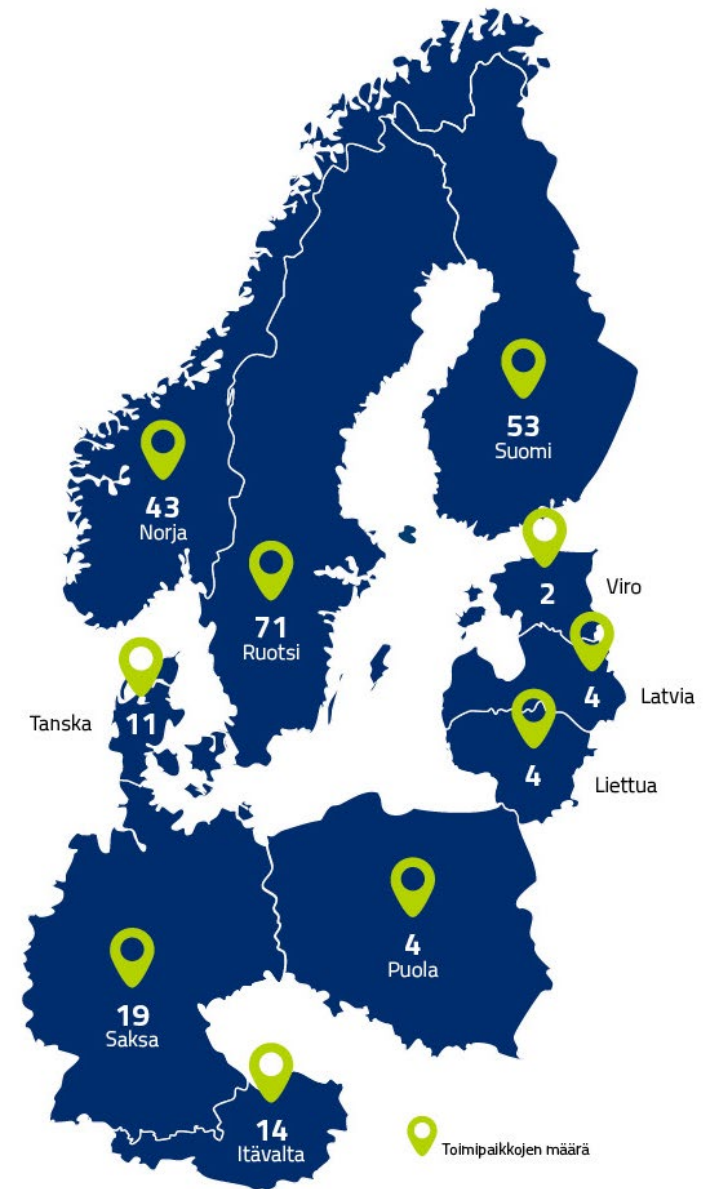 53
Suomi
43
Norja
2
Viro
71
Ruotsi
4
Latvia
Tanska
11
4
Liettua
4
Puola
19
Saksa
14
Itävalta
Toimipaikkojen määrä